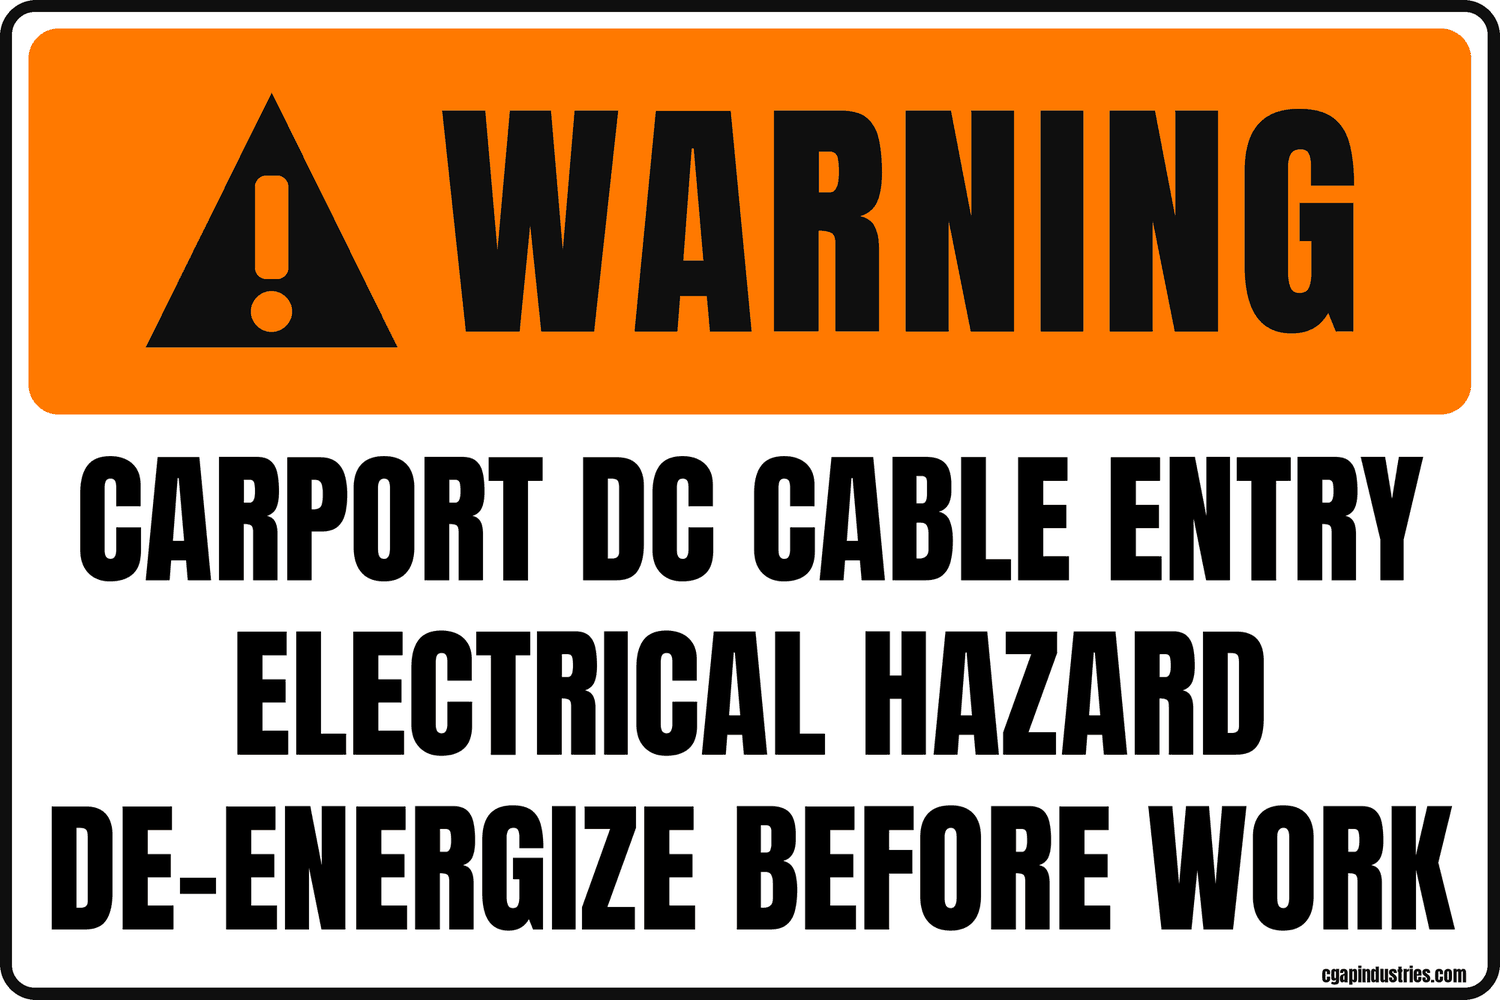 WARNING
CARPORT DC CABLE ENTRY
ELECTRICAL HAZARD
DE-ENERGIZE BEFORE WORK
cgapindustries.com